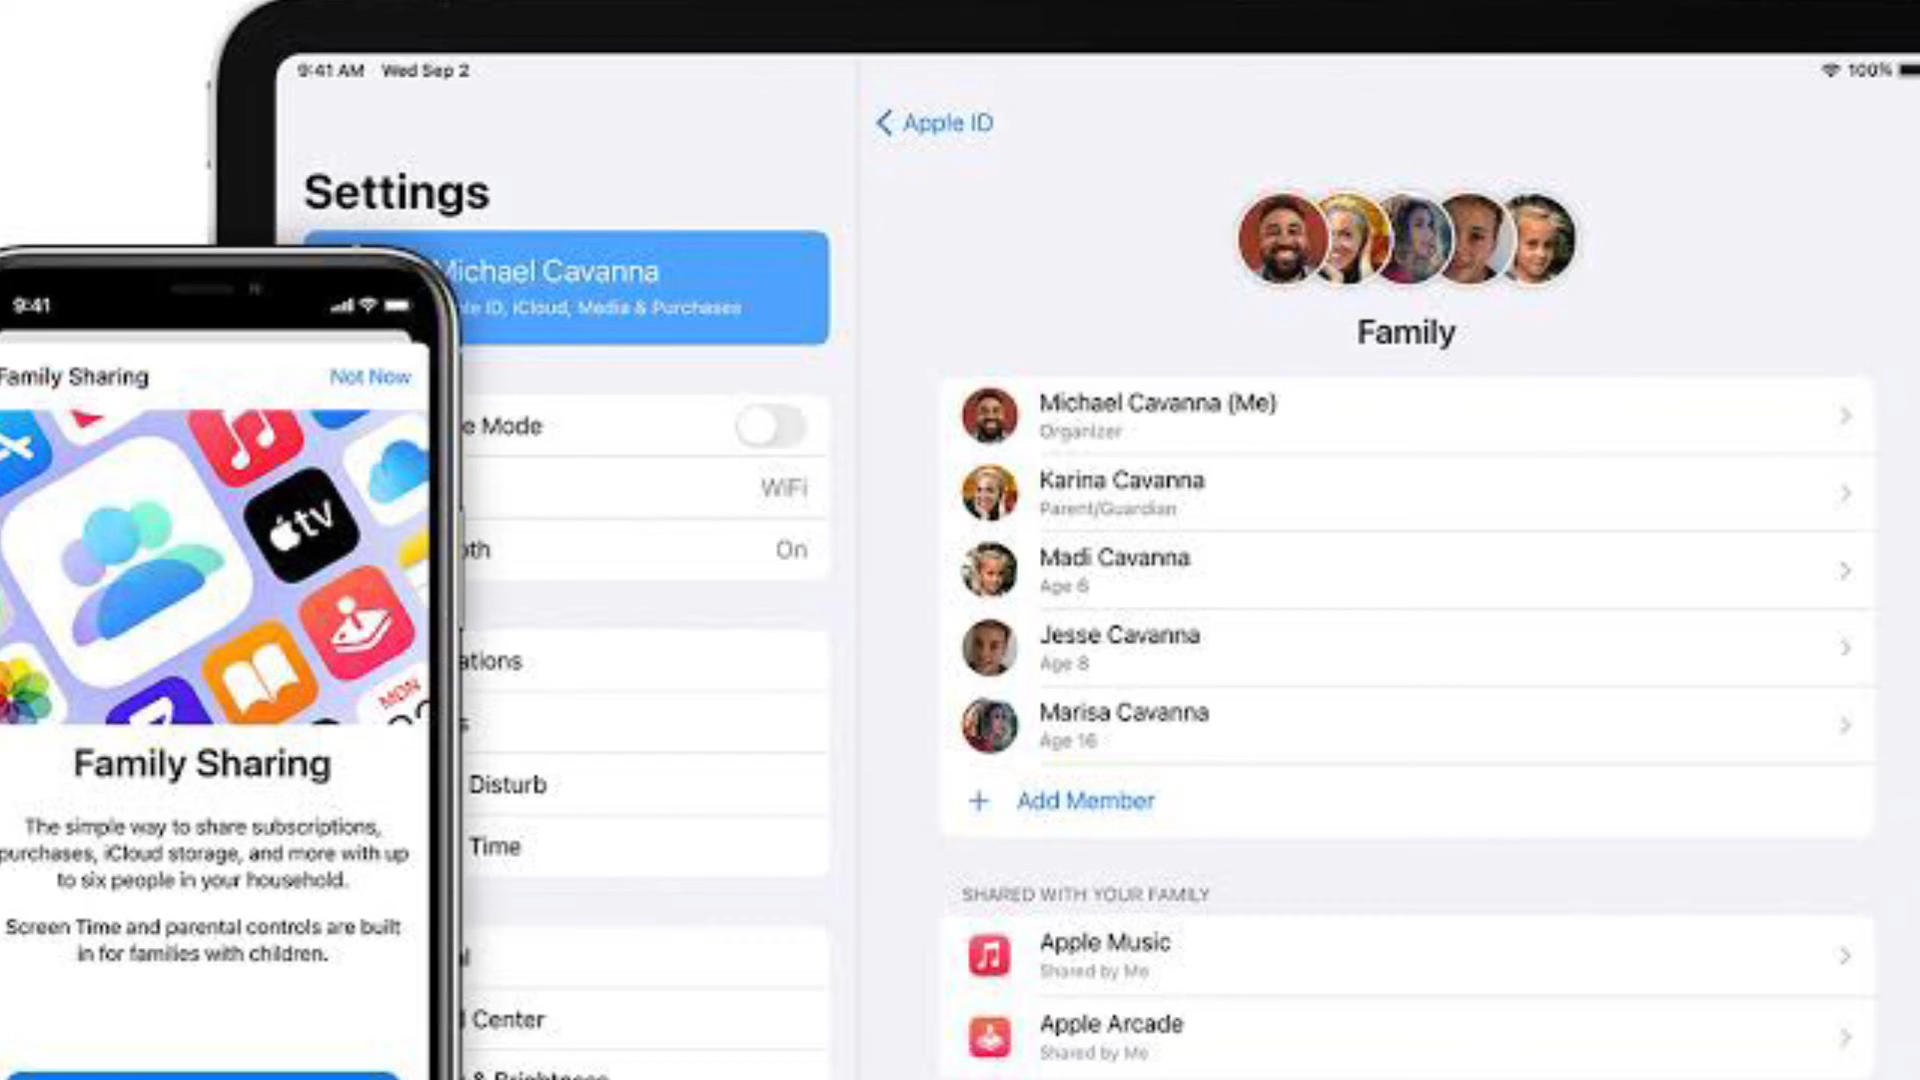 9:41 AM Wed Sep 2
100%
Apple ID
Settings
Michael Cavanna
ID, iCloud, Media & Purchases
Family
9:41
Family Sharing
Not Now
Mode
WiFi
On
Disturb
Time
Center
tv
MON
Family Sharing
The simple way to share subscriptions,
purchases, iCloud storage, and more with up
to six people in your household.
Screen Time and parental controls are built
in for families with children.
Michael Cavanna (Me)
Organizer
Karina Cavanna
Parent/Guardian
Madi Cavanna
Age 6
Jesse Cavanna
Age 8
Marisa Cavanna
Age 16
+ Add Member
SHARED WITH YOUR FAMILY
Apple Music
Shared by Me
Apple Arcade
Shared by Me